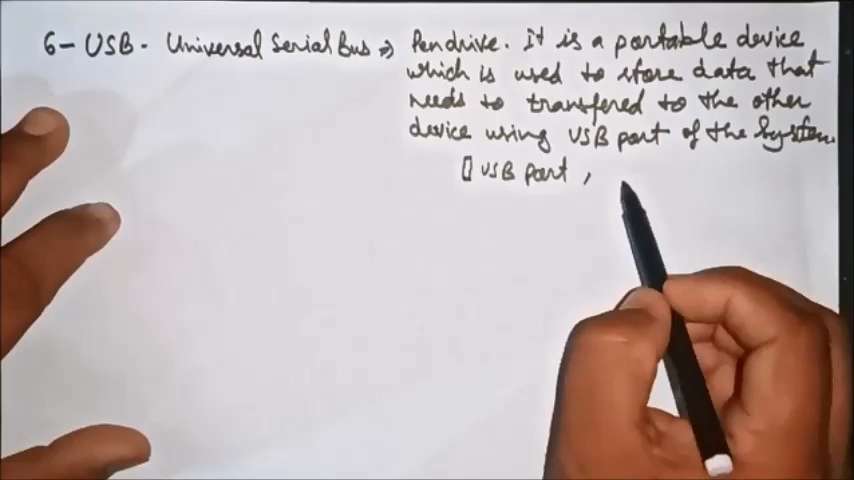 6- USB - Universal Serial Bus ⇒ Pendrive. It is a portable device
which is used to store data that
needs to transfered to the other
device using USB port of the System.
▯ USB port ,